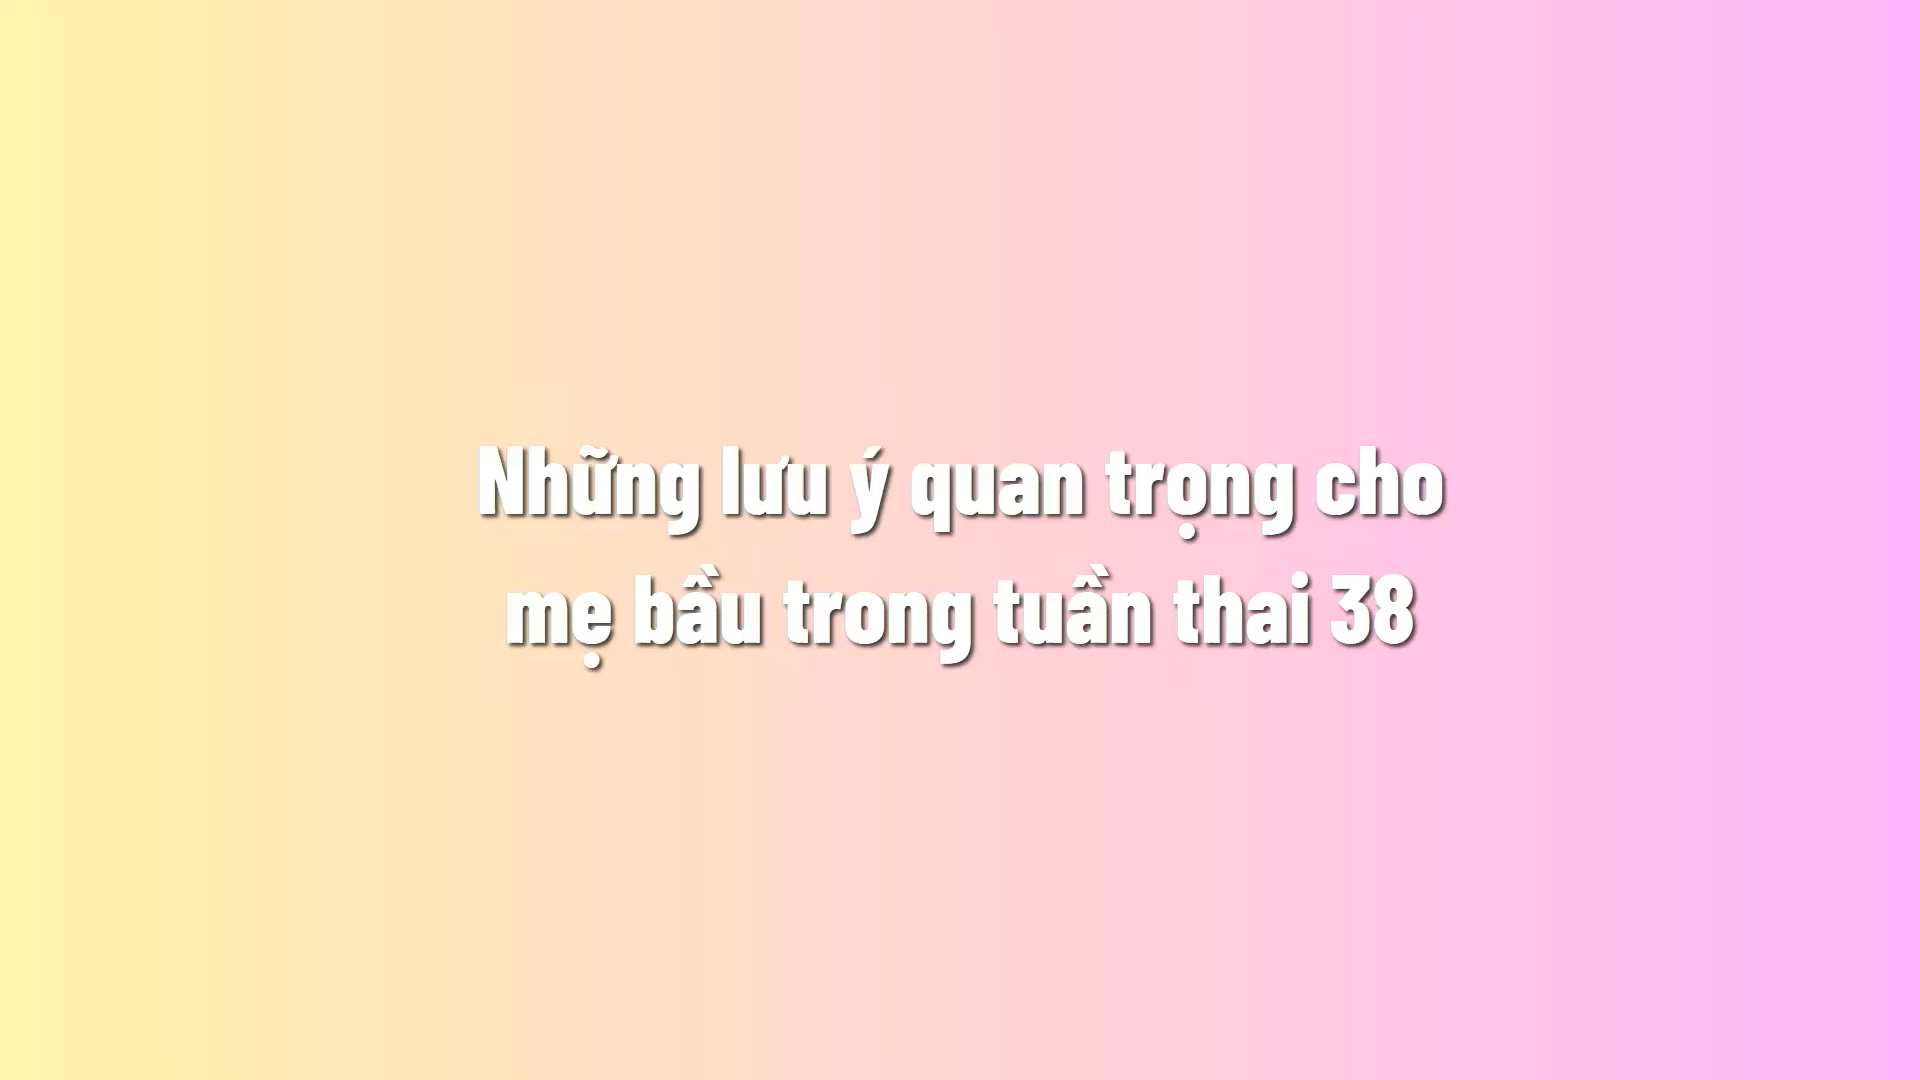 Những lưu ý quan trọng cho
mẹ bầu trong tuần thai 38